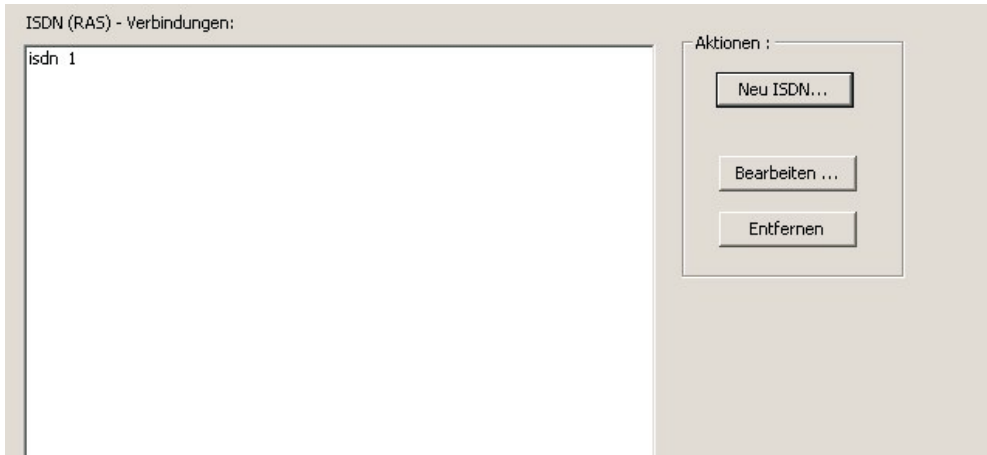 ISDN (RAS) - Verbindungen:
isdn 1
Aktionen :
Neu ISDN...
Bearbeiten ...
Entfernen